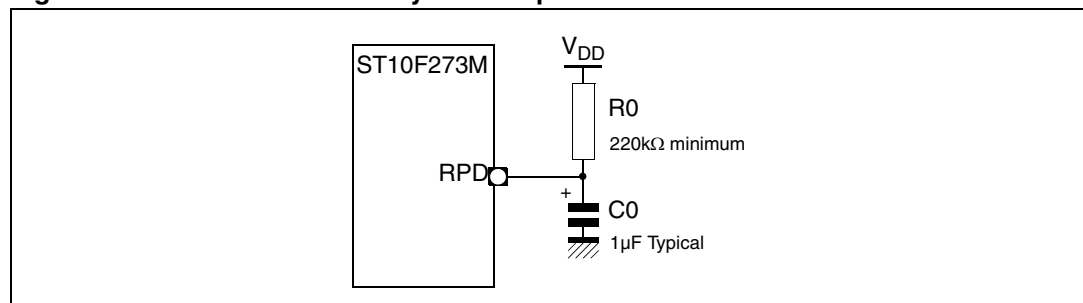 ST10F273M
VDD
R0
220kΩ minimum
RPD
+
C0
1µF Typical